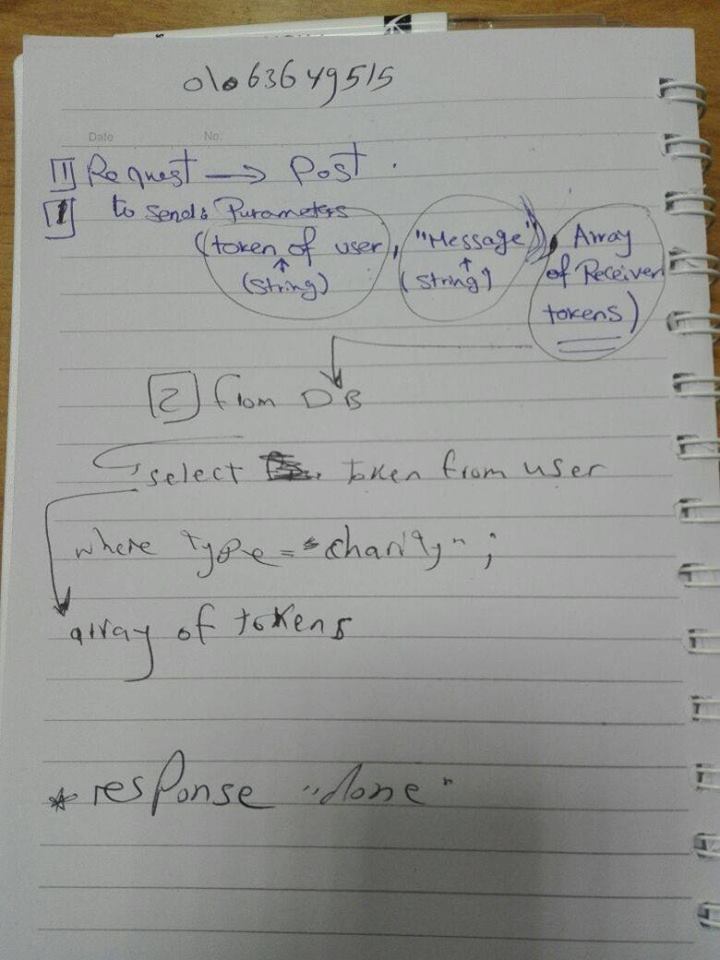 01063649515
Date No.
1 Request → Post .
1 to send : Parameters
(token of user, "Message"), Array
↑ ↑ of Receiver
(string) (string) tokens)
2 from DB
select token from user
where type = "charity" ;
array of tokens
* response "done"